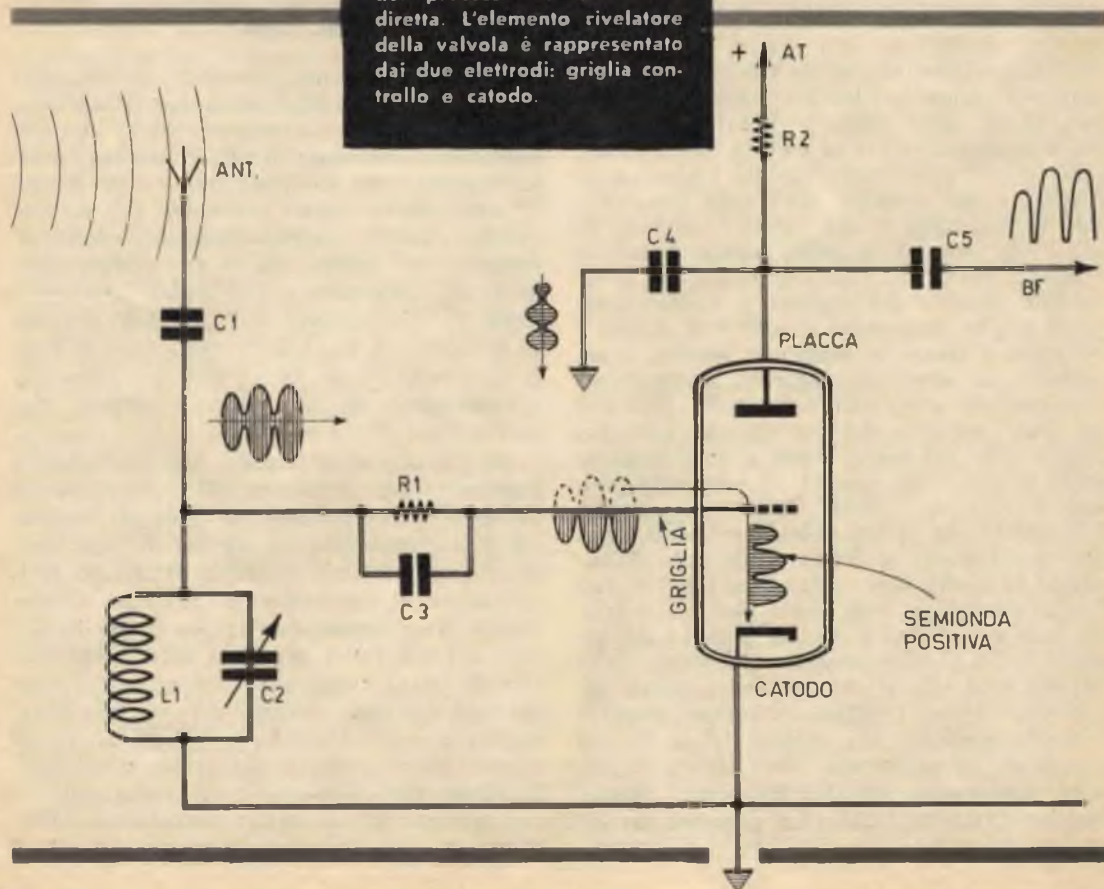 diretta. L'elemento rivelatore
della valvola è rappresentato
dai due elettrodi: griglia con-
trollo e catodo.
+ AT
R2
ANT.
C4
C5
C1
BF
PLACCA
R1
GRIGLIA
C3
SEMIONDA
POSITIVA
L1
C2
CATODO